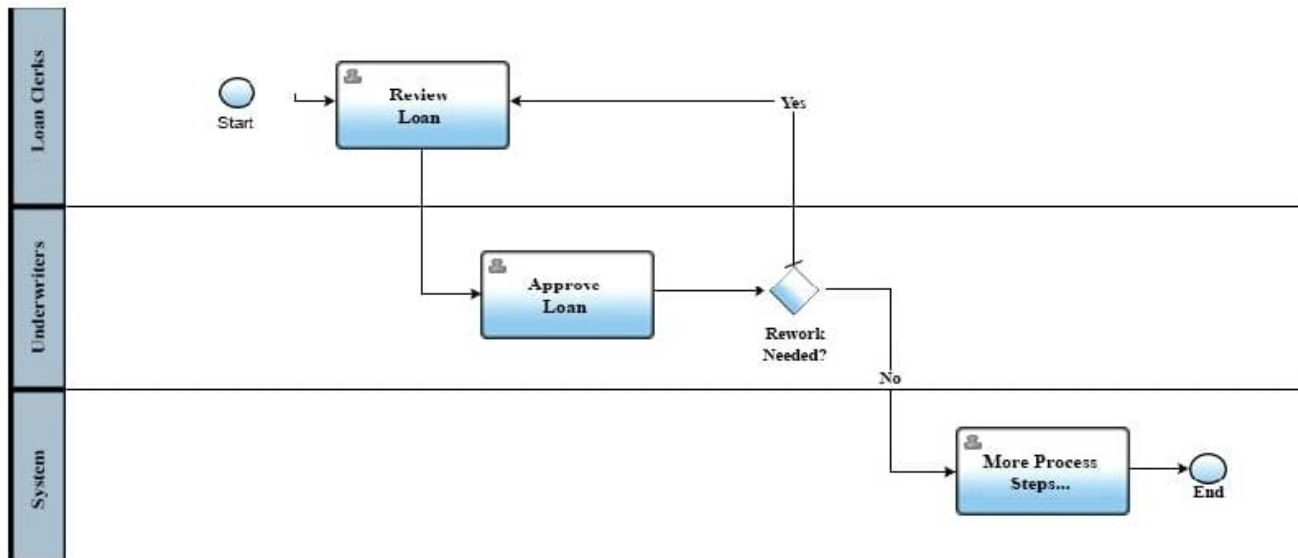 Loan Clerks
Start
Review
Loan
Yes
Underwriters
Approve
Loan
Rework
Needed?
No
System
More Process
Steps...
End